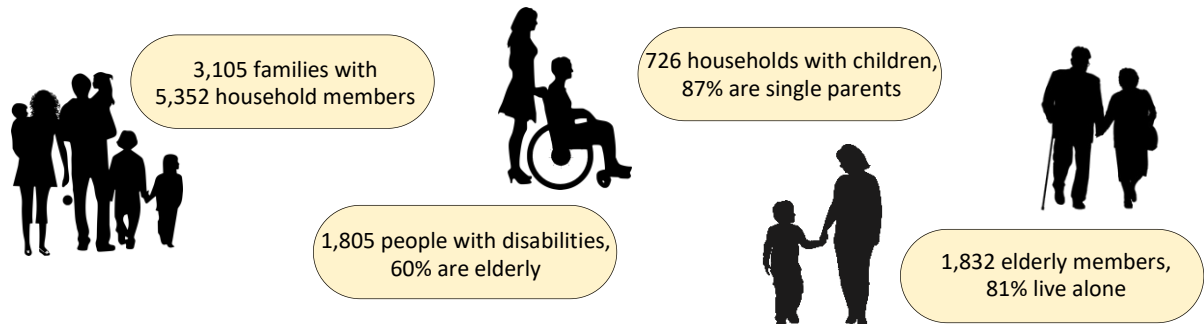 3,105 families with
5,352 household members
726 households with children,
87% are single parents
1,805 people with disabilities,
60% are elderly
1,832 elderly members,
81% live alone